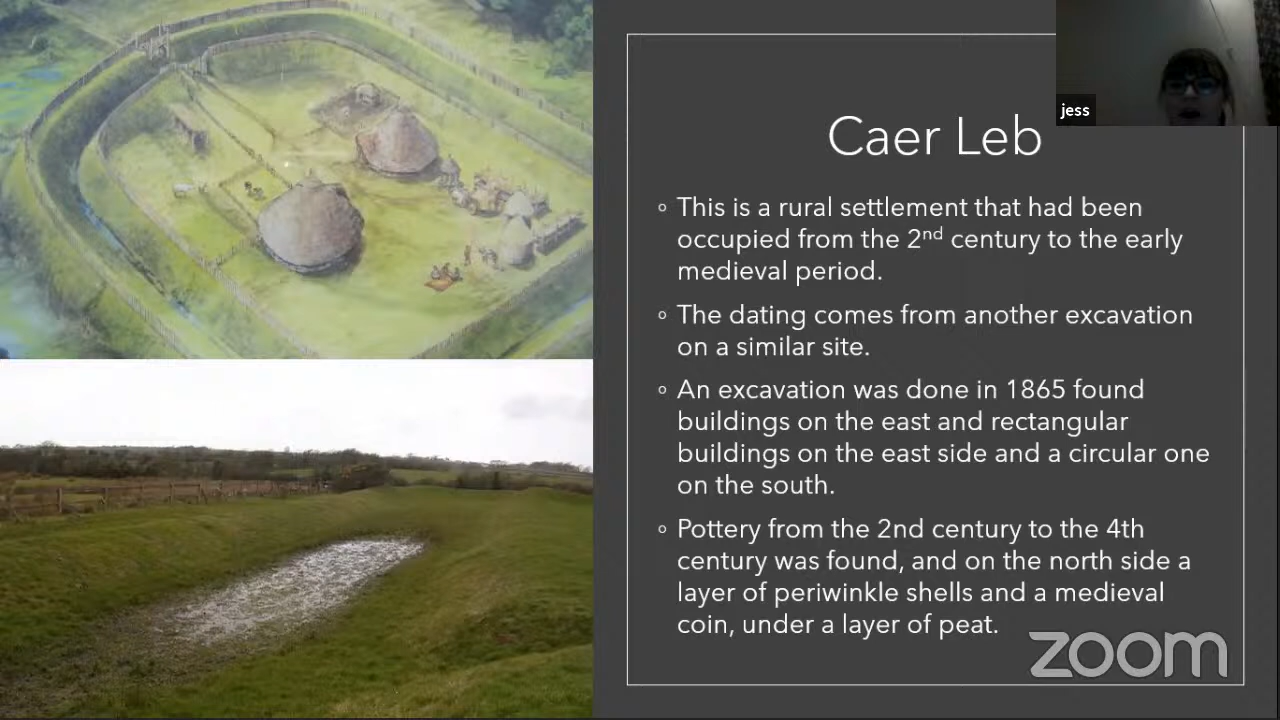 jess
Caer Leb
This is a rural settlement that had been
occupied from the 2nd century to the early
medieval period.
The dating comes from another excavation
on a similar site.
An excavation was done in 1865 found
buildings on the east and rectangular
buildings on the east side and a circular one
on the south.
Pottery from the 2nd century to the 4th
century was found, and on the north side a
layer of periwinkle shells and a medieval
coin, under a layer of peat.
zoom